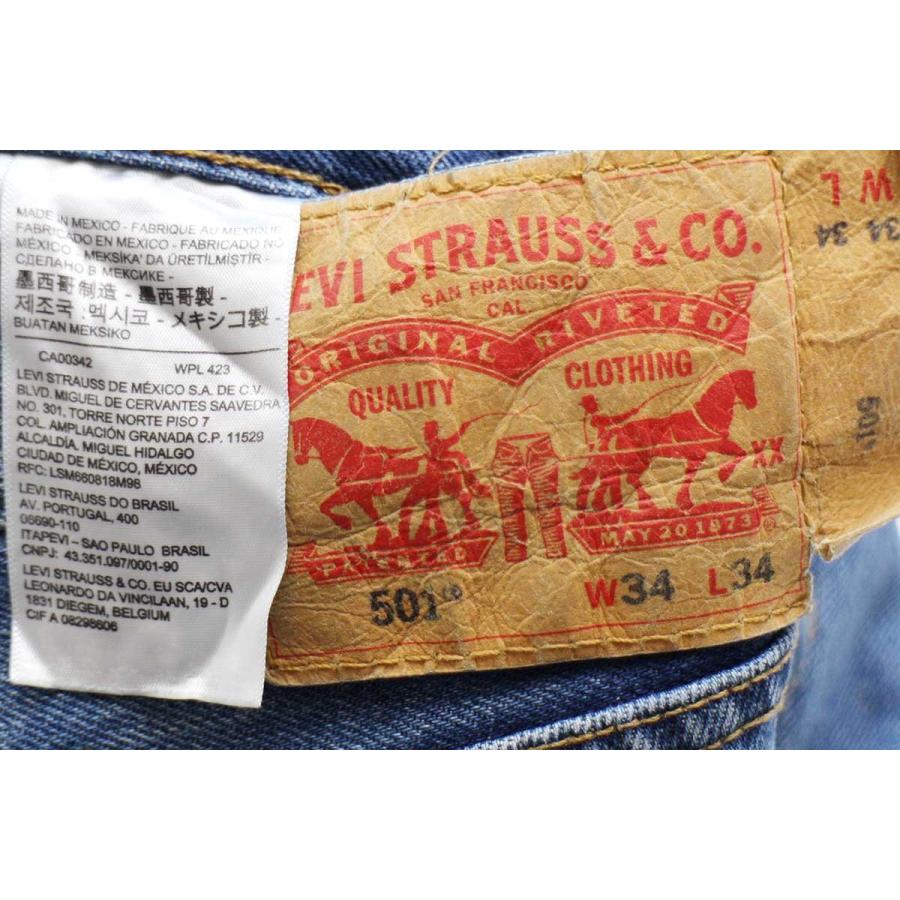 MADE IN MEXICO - FABRIQUE AU MEXIQUE
FABRICADO EN MEXICO - FABRICADO NO
MÉXICO - MEKSİKA' DA ÜRETİLMİŞTİR -
СДЕЛАНО В МЕКСИКЕ -
墨西哥制造 - 墨西哥製 -
제조국 :멕시코 - メキシコ製 -
BUATAN MEKSIKO
CA00342 WPL 423
LEVI STRAUSS DE MÉXICO S.A. DE C.V.
BLVD. MIGUEL DE CERVANTES SAAVEDRA
NO. 301, TORRE NORTE PISO 7
COL. AMPLIACIÓN GRANADA C.P. 11529
ALCALDÍA, MIGUEL HIDALGO
CIUDAD DE MÉXICO, MÉXICO
RFC: LSM660818M98
LEVI STRAUSS DO BRASIL
AV. PORTUGAL, 400
06690-110
ITAPEVI – SAO PAULO BRASIL
CNPJ: 43.351.097/0001-90
LEVI STRAUSS & CO. EU SCA/CVA
LEONARDO DA VINCILAAN, 19 - D
1831 DIEGEM, BELGIUM
CIF A 08298606
LEVI STRAUSS & CO.
SAN FRANCISCO
CAL.
ORIGINAL RIVETED
QUALITY CLOTHING
XX
PATENTED MAY 20 1873 ®
501® W34 L34
W L
34 34
501